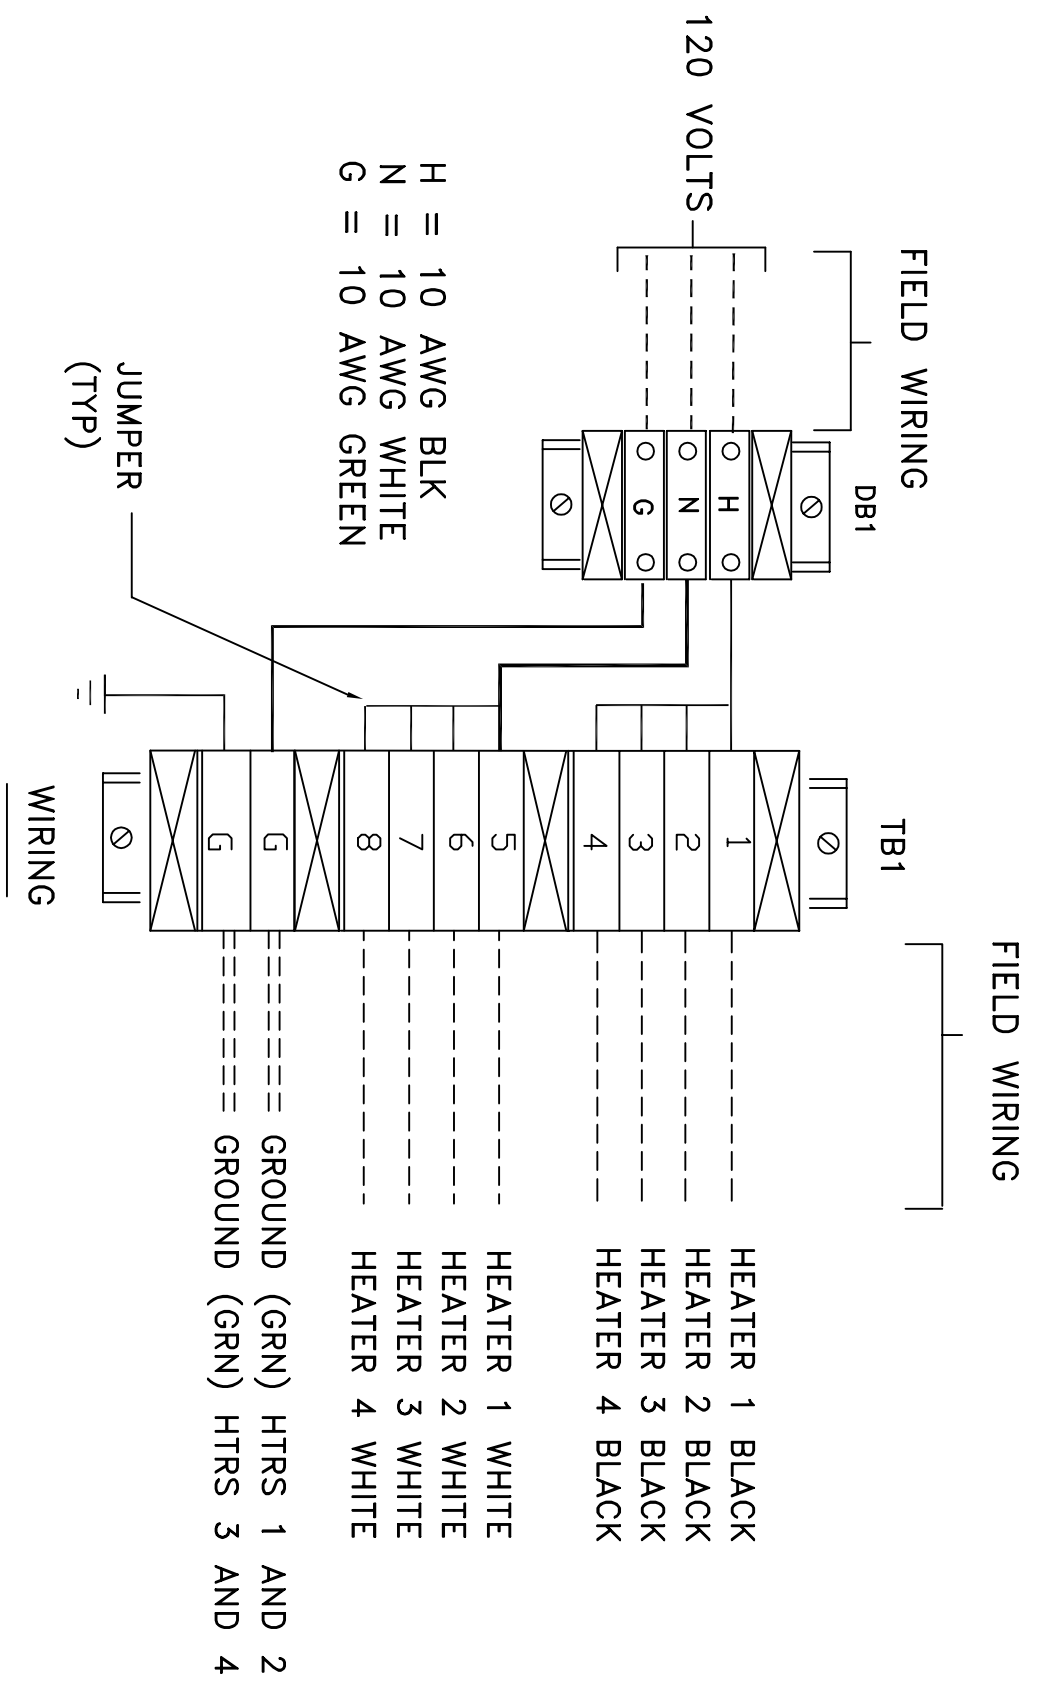 FIELD WIRING
FIELD WIRING
DB1
TB1
120 VOLTS
H
N
G
1
2
3
4
5
6
7
8
G
G
HEATER 1 BLACK
HEATER 2 BLACK
HEATER 3 BLACK
HEATER 4 BLACK
HEATER 1 WHITE
HEATER 2 WHITE
HEATER 3 WHITE
HEATER 4 WHITE
GROUND (GRN) HTRS 1 AND 2
GROUND (GRN) HTRS 3 AND 4
H = 10 AWG BLK
N = 10 AWG WHITE
G = 10 AWG GREEN
JUMPER
(TYP)
WIRING